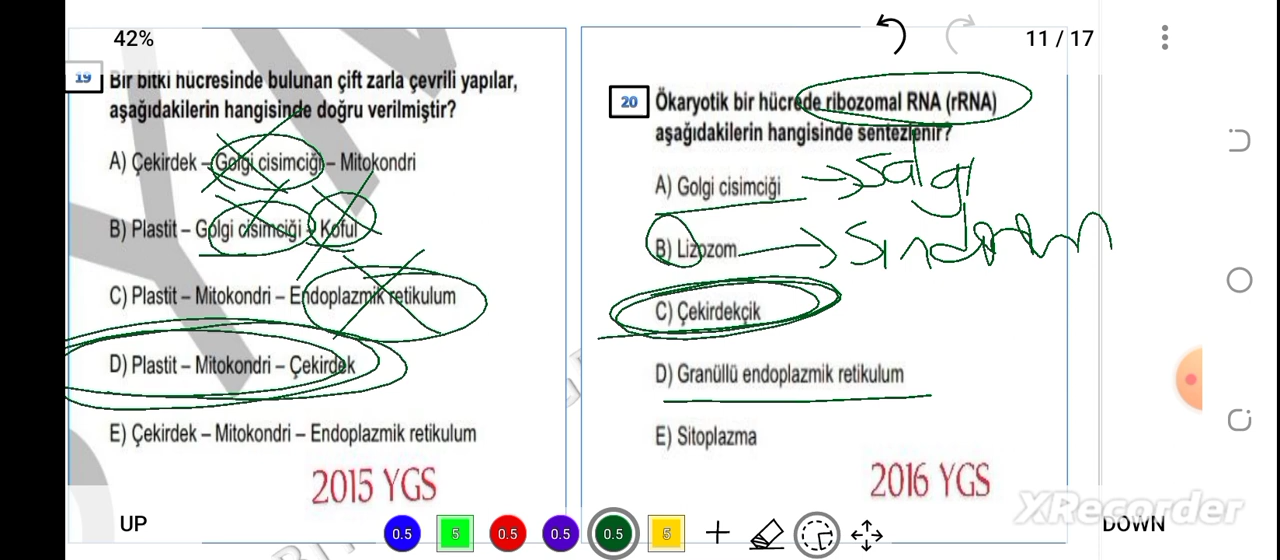 42%
11 / 17
19
Bir bitki hücresinde bulunan çift zarla çevrili yapılar,
aşağıdakilerin hangisinde doğru verilmiştir?
A) Çekirdek – Golgi cisimciği – Mitokondri
B) Plastit – Golgi cisimciği – Koful
C) Plastit – Mitokondri – Endoplazmik retikulum
D) Plastit – Mitokondri – Çekirdek
E) Çekirdek – Mitokondri – Endoplazmik retikulum
2015 YGS
20
Ökaryotik bir hücrede ribozomal RNA (rRNA)
aşağıdakilerin hangisinde sentezlenir?
A) Golgi cisimciği
salgı
B) Lizozom
C) Çekirdekçik
D) Granüllü endoplazmik retikulum
E) Sitoplazma
2016 YGS
XRecorder
UP
0.5
5
0.5
0.5
0.5
5
DOWN